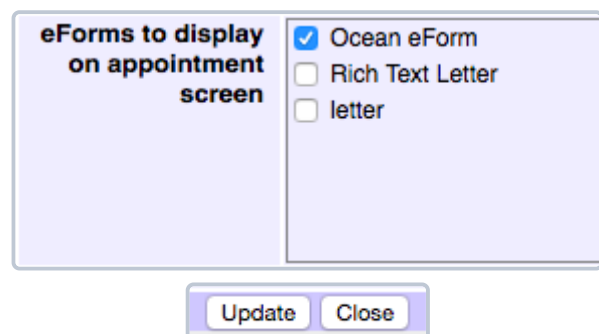 eForms to display
on appointment
screen
Ocean eForm
Rich Text Letter
letter
Update Close